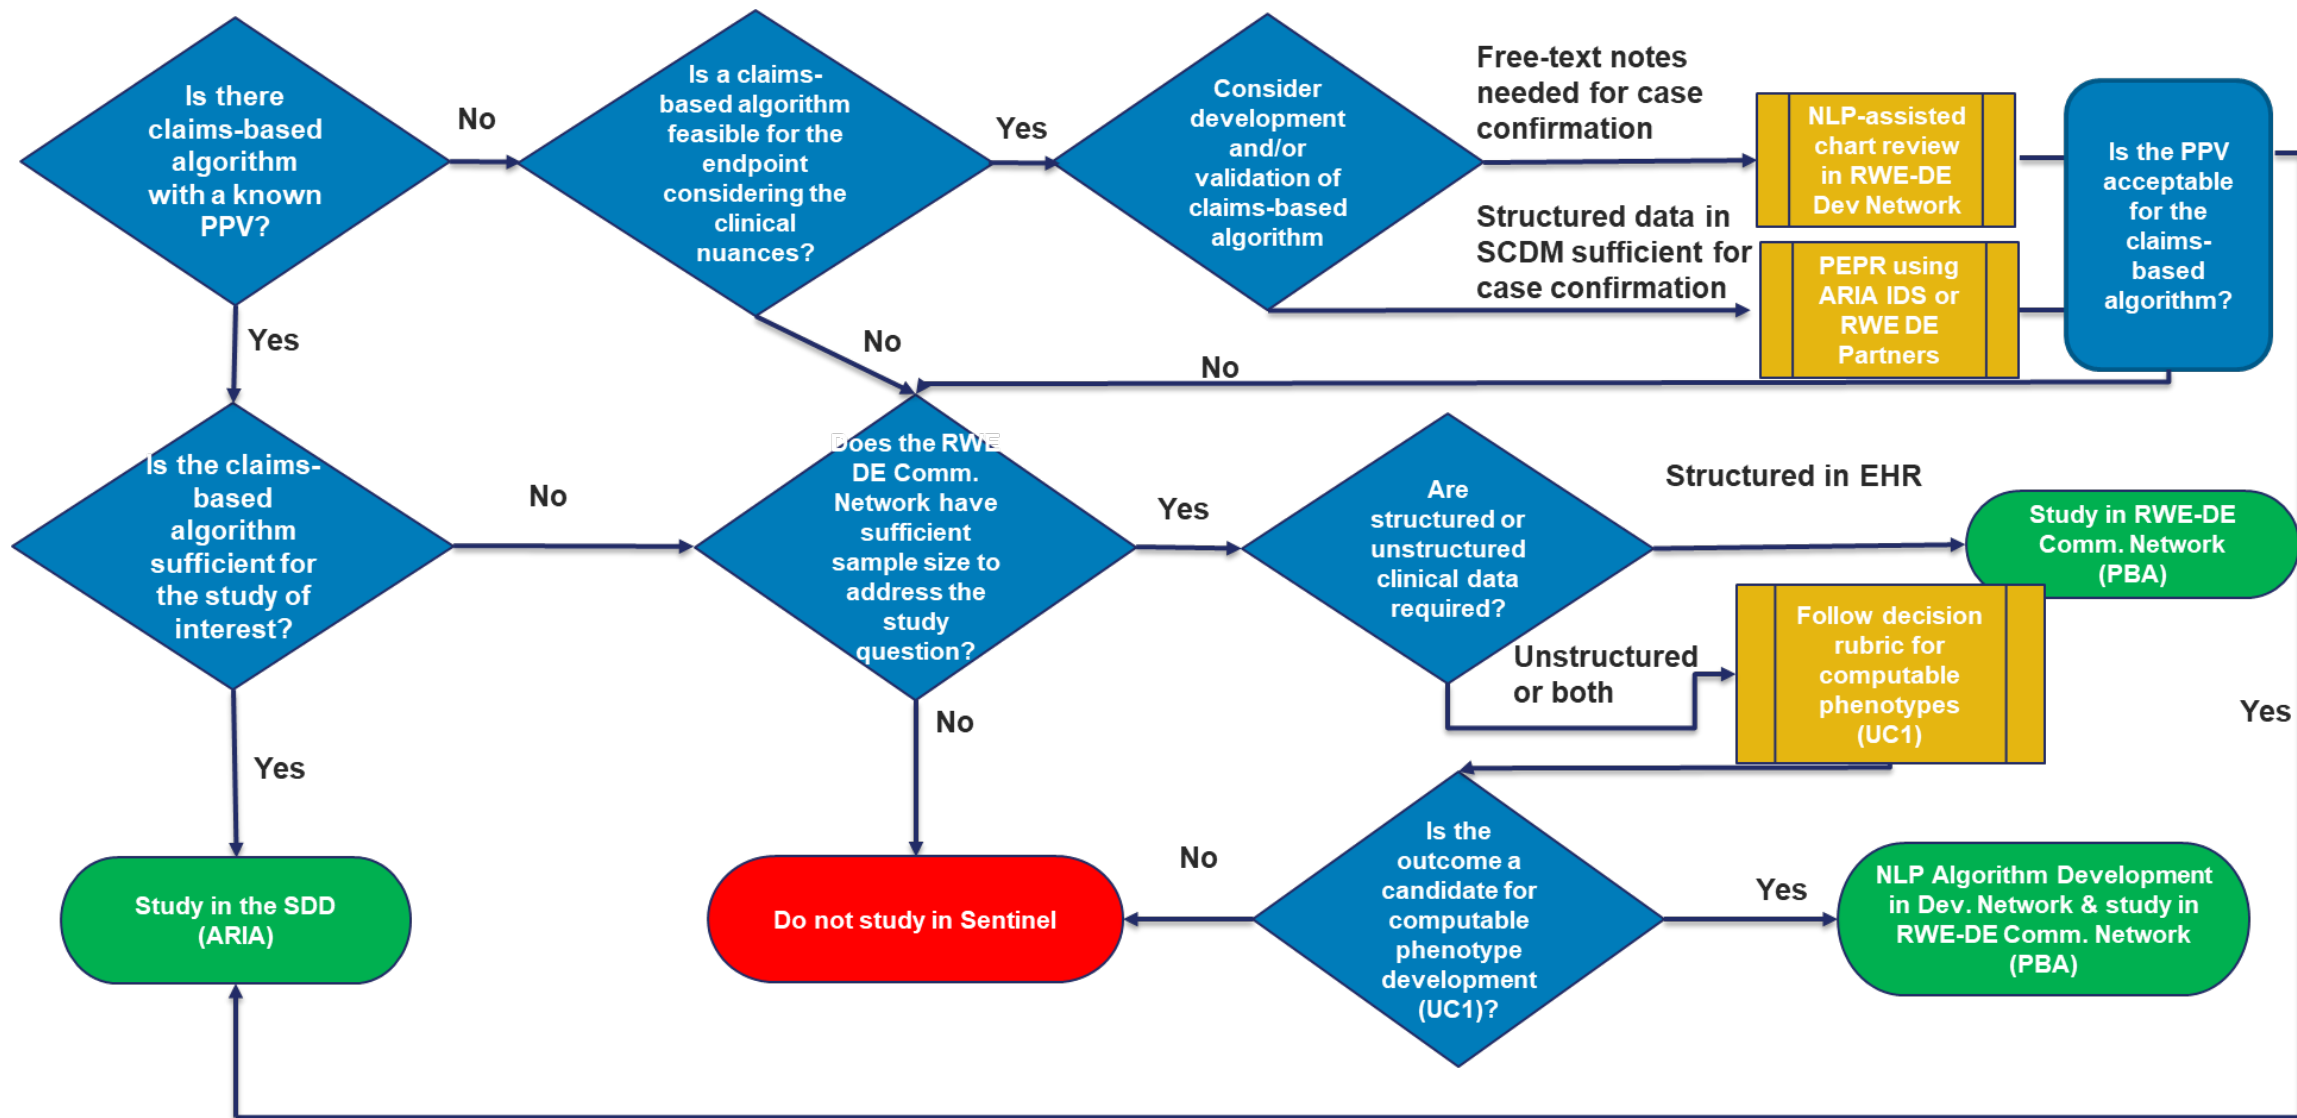 Is there
claims-based
algorithm
with a known
PPV?
No
Is a claims-
based algorithm
feasible for the
endpoint
considering the
clinical
nuances?
Yes
Consider
development
and/or
validation of
claims-based
algorithm
Free-text notes
needed for case
confirmation
NLP-assisted
chart review
in RWE-DE
Dev Network
Structured data in
SCDM sufficient for
case confirmation
PEPR using
ARIA IDS or
RWE DE
Partners
Is the PPV
acceptable
for the
claims-
based
algorithm?
Yes
No
No
Is the claims-
based
algorithm
sufficient for
the study of
interest?
No
Does the RWE
DE Comm.
Network have
sufficient
sample size to
address the
study
question?
Yes
Are
structured or
unstructured
clinical data
required?
Structured in EHR
Study in RWE-DE
Comm. Network
(PBA)
Unstructured
or both
Follow decision
rubric for
computable
phenotypes
(UC1)
Yes
No
Yes
Study in the SDD
(ARIA)
Do not study in Sentinel
No
Is the
outcome a
candidate for
computable
phenotype
development
(UC1)?
Yes
NLP Algorithm Development
in Dev. Network & study in
RWE-DE Comm. Network
(PBA)